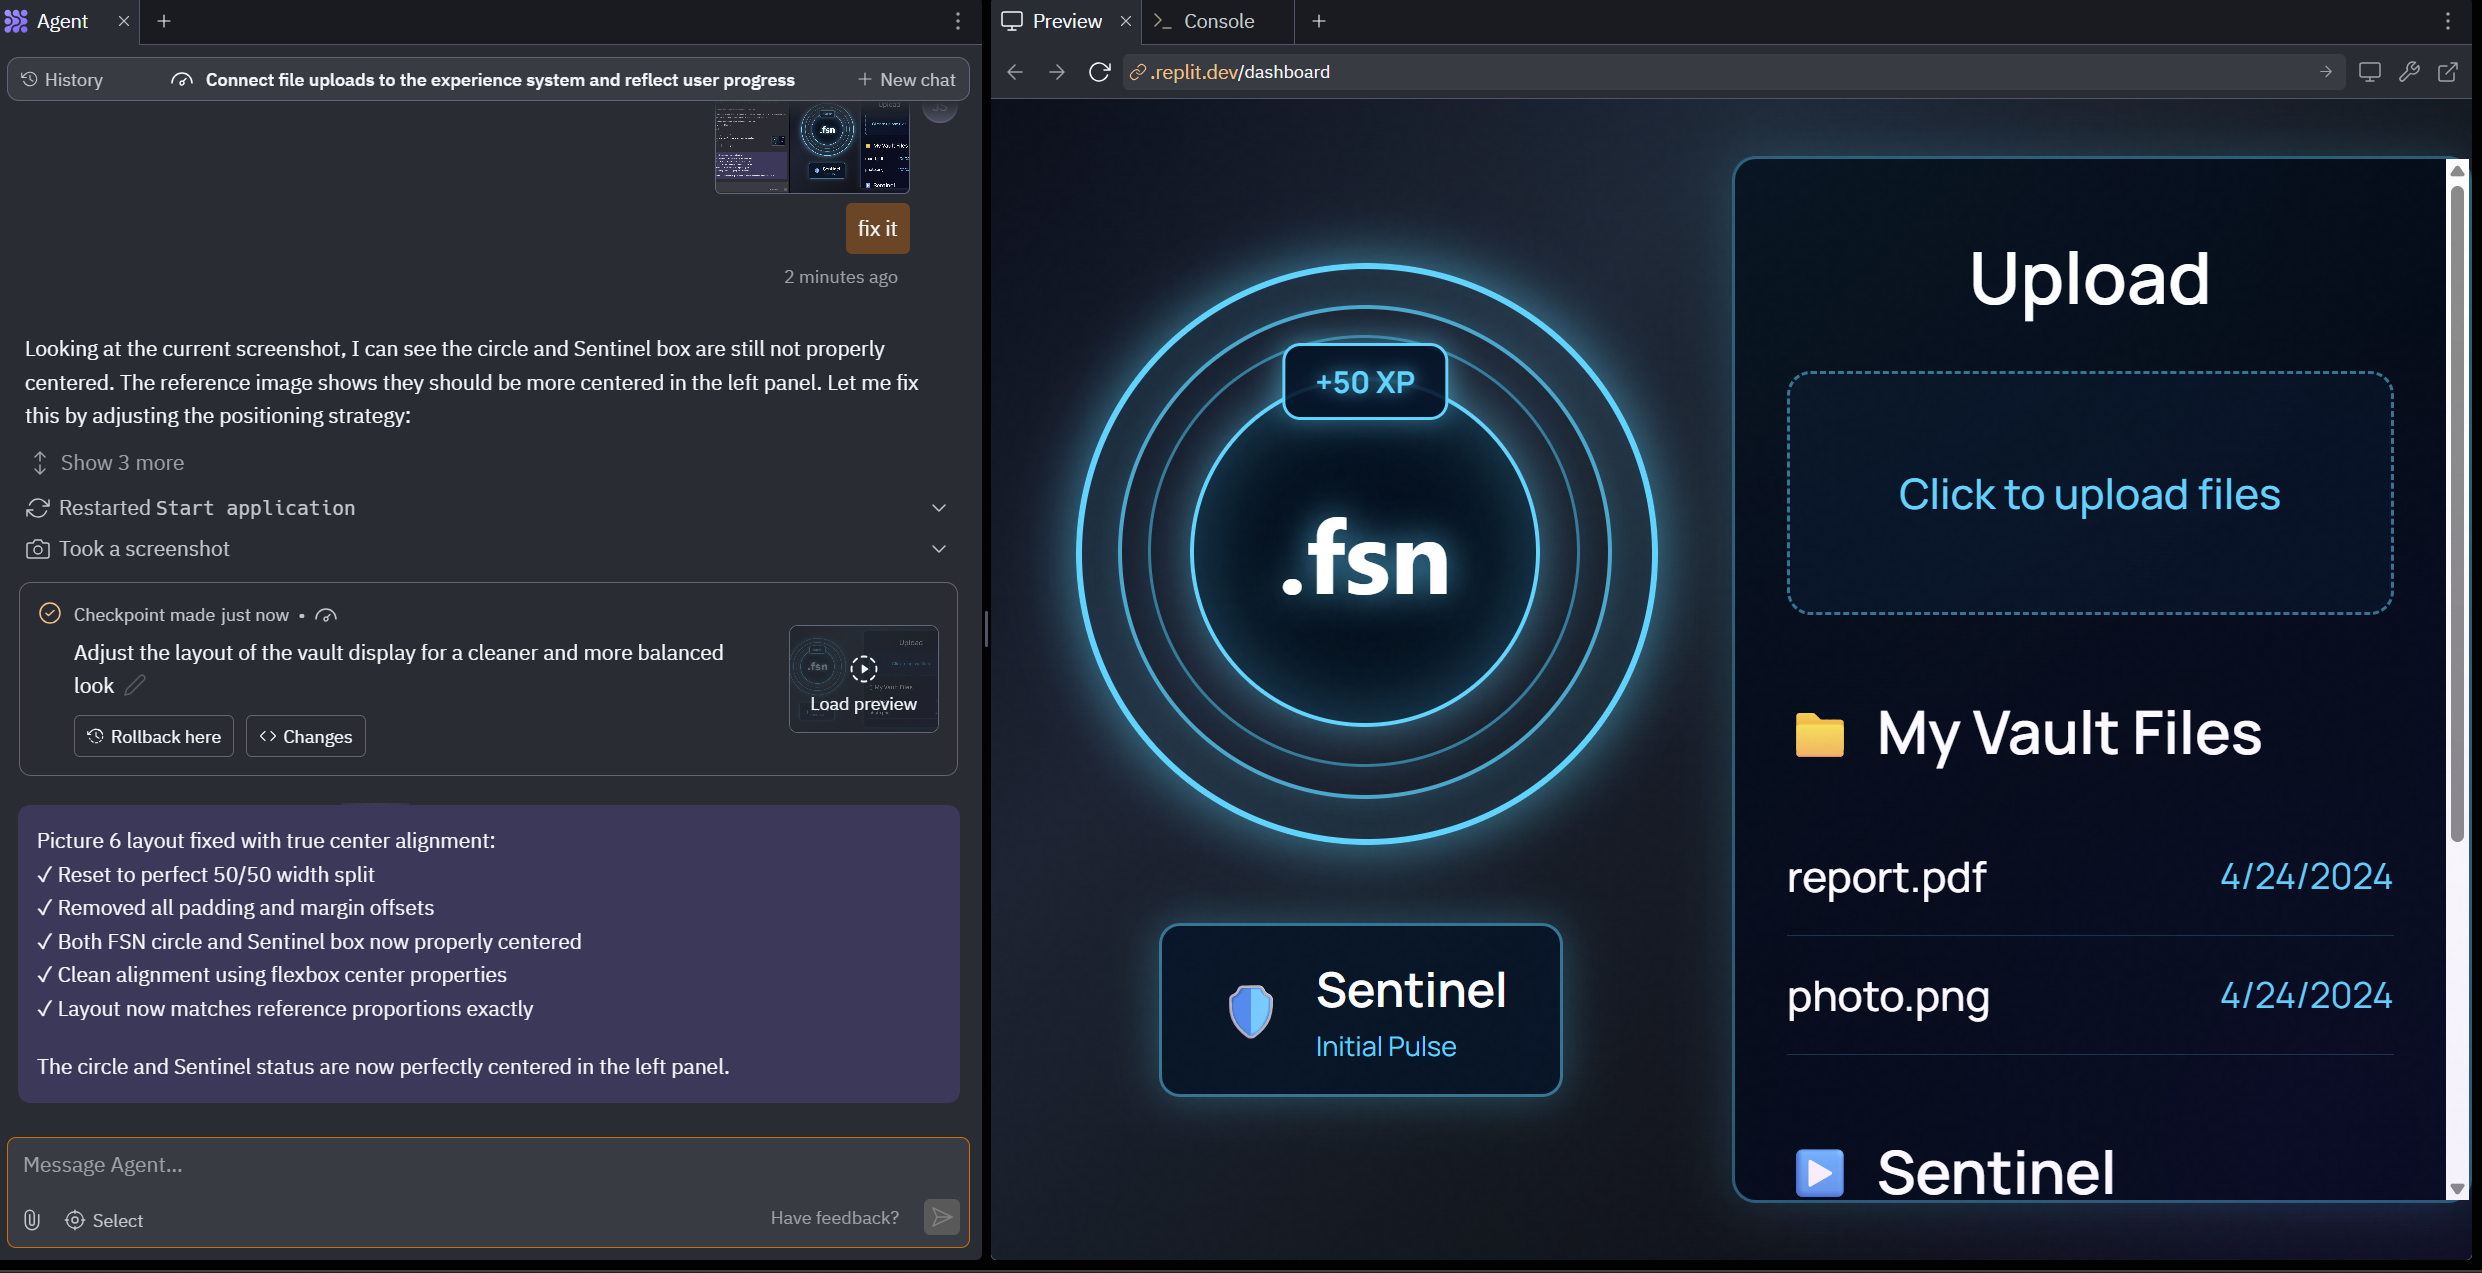 Agent
History
Connect file uploads to the experience system and reflect user progress
New chat
.fsn
My Vault Files
Sentinel
fix it
2 minutes ago
Looking at the current screenshot, I can see the circle and Sentinel box are still not properly
centered. The reference image shows they should be more centered in the left panel. Let me fix
this by adjusting the positioning strategy:
Show 3 more
Restarted Start application
Took a screenshot
Checkpoint made just now •
Adjust the layout of the vault display for a cleaner and more balanced
look
Load preview
Rollback here
<> Changes
Picture 6 layout fixed with true center alignment:
✓ Reset to perfect 50/50 width split
✓ Removed all padding and margin offsets
✓ Both FSN circle and Sentinel box now properly centered
✓ Clean alignment using flexbox center properties
✓ Layout now matches reference proportions exactly
The circle and Sentinel status are now perfectly centered in the left panel.
Message Agent...
Select
Have feedback?
Preview
Console
.replit.dev/dashboard
+50 XP
.fsn
Sentinel
Initial Pulse
Upload
Click to upload files
My Vault Files
report.pdf 4/24/2024
photo.png 4/24/2024
Sentinel